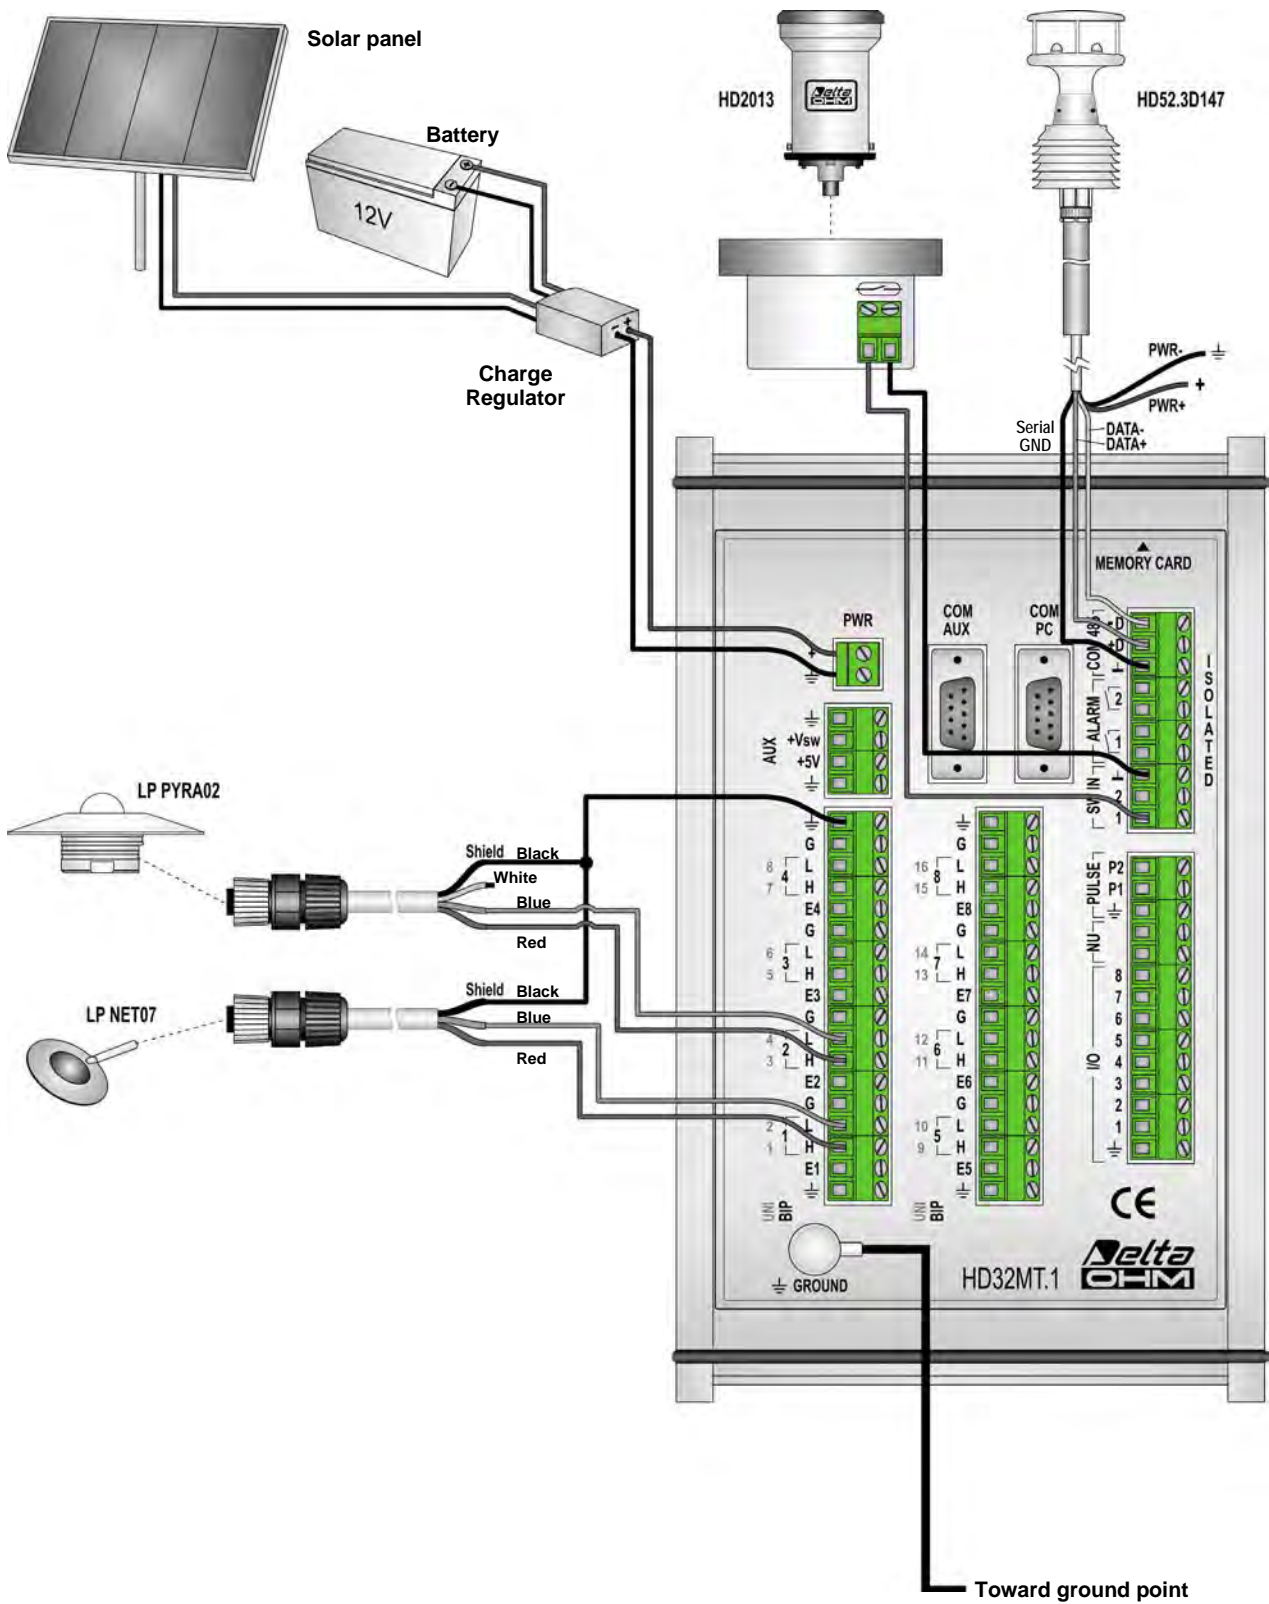 Solar panel
Battery
12V
Charge
Regulator
HD2013
Delta
OHM
HD52.3D147
PWR-
+
PWR+
Serial
GND
DATA-
DATA+
MEMORY CARD
PWR
+
COM
AUX
COM
PC
COM 485
-D
+D
ALARM
2
1
SW IN
2
1
ISOLATED
AUX
+Vsw
+5V
LP PYRA02
Shield Black
White
Blue
Red
LP NET07
Shield Black
Blue
Red
G
8 4 L
7 H
E4
G
6 3 L
5 H
E3
G
4 2 L
3 H
E2
G
2 1 L
1 H
E1
UNI BIP
G
16 8 L
15 H
E8
G
14 7 L
13 H
E7
G
12 6 L
11 H
E6
G
10 5 L
9 H
E5
UNI BIP
PULSE
P2
P1
NU
I/O
8
7
6
5
4
3
2
1
CE
GROUND
HD32MT.1
Delta
OHM
Toward ground point